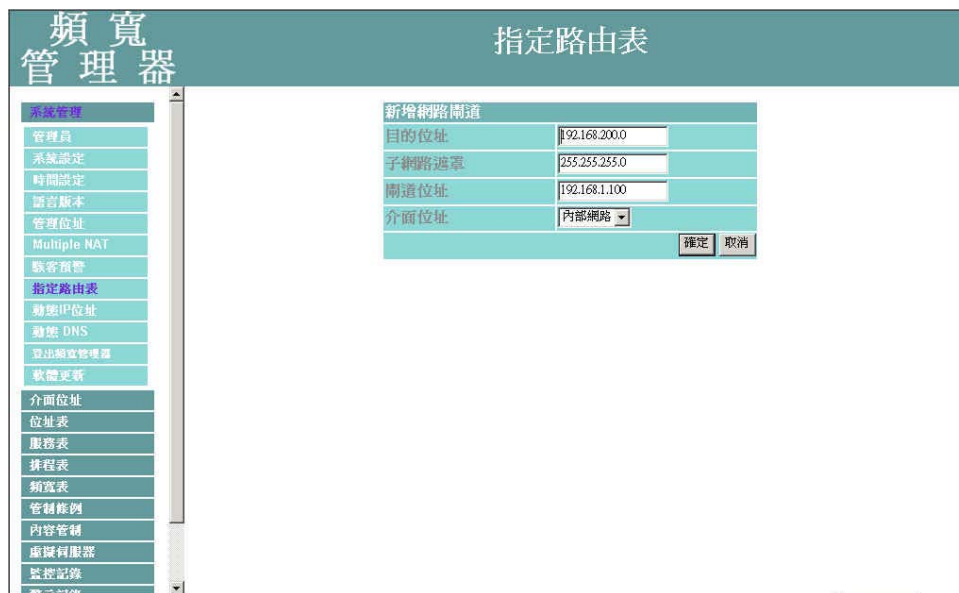 頻寬
管理器
指定路由表
系統管理
管理員
系統設定
時間設定
語言版本
管理位址
Multiple NAT
駭客預警
指定路由表
動態IP位址
動態 DNS
登出頻寬管理器
軟體更新
介面位址
位址表
服務表
排程表
頻寬表
管制條例
內容管制
虛擬伺服器
監控記錄
新增網路閘道
目的位址
192.168.200.0
子網路遮罩
255.255.255.0
閘道位址
192.168.1.100
介面位址
內部網路
確定 取消